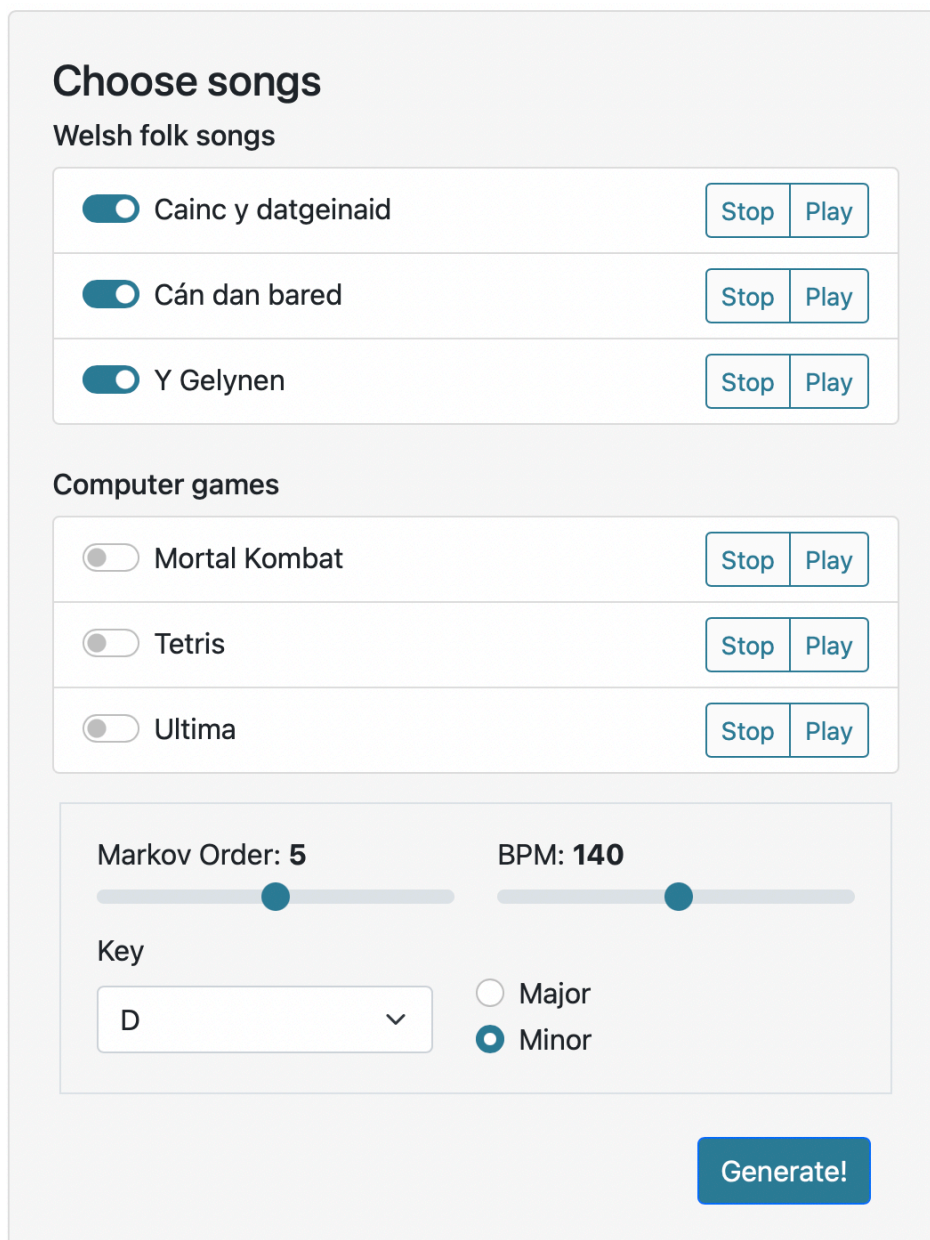 Choose songs
Welsh folk songs
Cainc y datgeinaid Stop Play
Cán dan bared Stop Play
Y Gelynen Stop Play
Computer games
Mortal Kombat Stop Play
Tetris Stop Play
Ultima Stop Play
Markov Order: 5 BPM: 140
Key
D
Major
Minor
Generate!